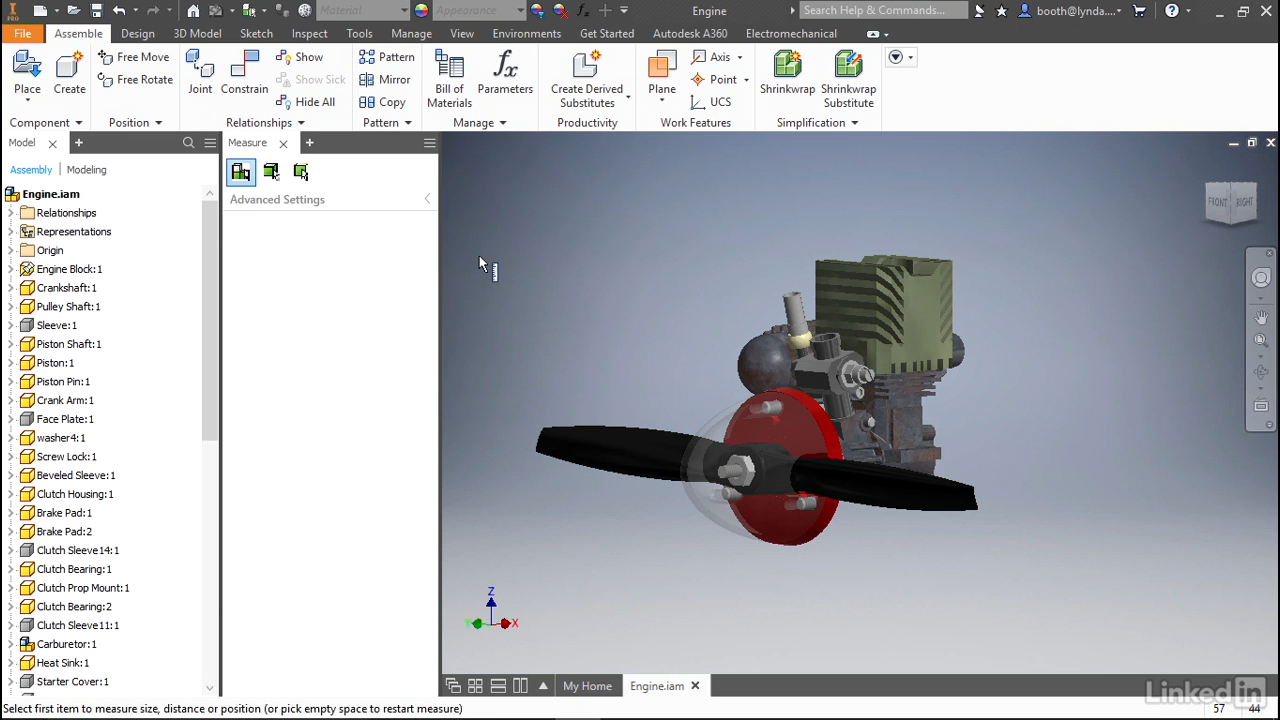 PRO
Material
Appearance
Engine
Search Help & Commands...
booth@lynda....
File
Assemble
Design
3D Model
Sketch
Inspect
Tools
Manage
View
Environments
Get Started
Autodesk A360
Electromechanical
Place
Create
Free Move
Free Rotate
Joint
Constrain
Show
Show Sick
Hide All
Pattern
Mirror
Copy
Bill of
Materials
Parameters
Create Derived
Substitutes
Plane
Axis
Point
UCS
Shrinkwrap
Shrinkwrap
Substitute
Component
Position
Relationships
Pattern
Manage
Productivity
Work Features
Simplification
Model
Measure
Assembly
Modeling
Advanced Settings
Engine.iam
Relationships
Representations
Origin
Engine Block:1
Crankshaft:1
Pulley Shaft:1
Sleeve:1
Piston Shaft:1
Piston:1
Piston Pin:1
Crank Arm:1
Face Plate:1
washer4:1
Screw Lock:1
Beveled Sleeve:1
Clutch Housing:1
Brake Pad:1
Brake Pad:2
Clutch Sleeve14:1
Clutch Bearing:1
Clutch Prop Mount:1
Clutch Bearing:2
Clutch Sleeve11:1
Carburetor:1
Heat Sink:1
Starter Cover:1
FRONT
RIGHT
Z
Y
X
My Home
Engine.iam
LinkedIn
Select first item to measure size, distance or position (or pick empty space to restart measure)
57
44